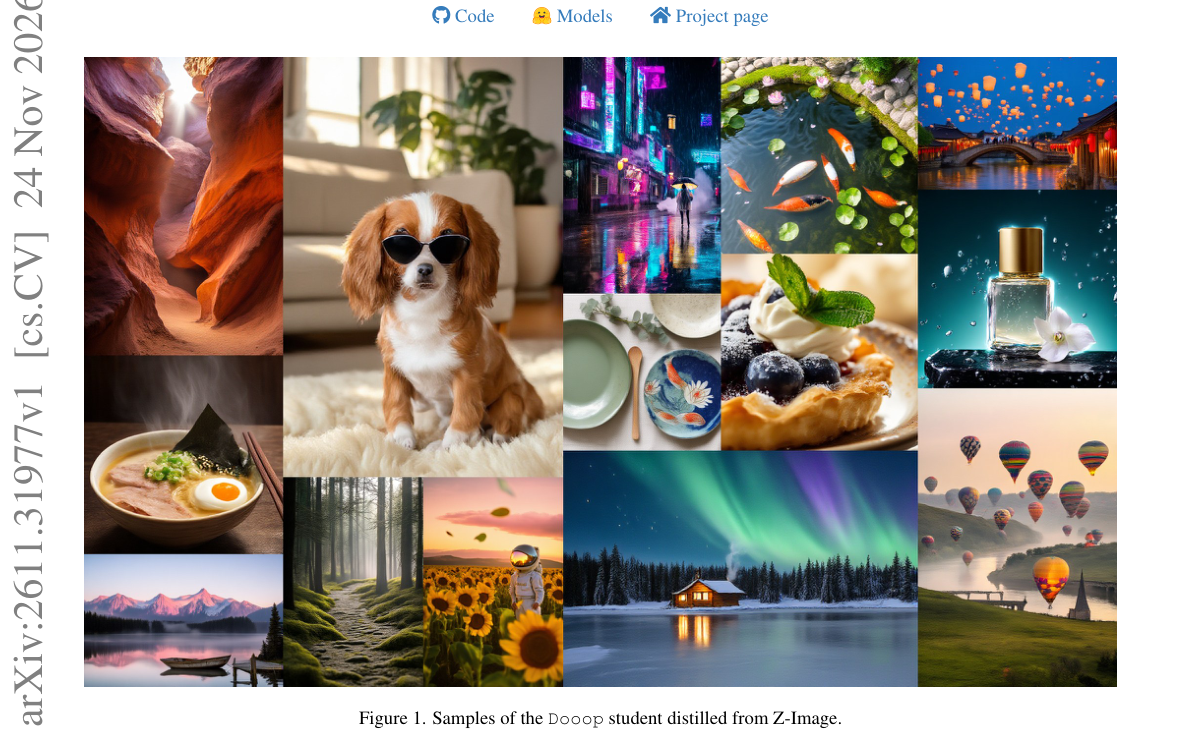 Code Models Project page
arXiv:2611.31977v1 [cs.CV] 24 Nov 2026
Figure 1. Samples of the Dooop student distilled from Z-Image.